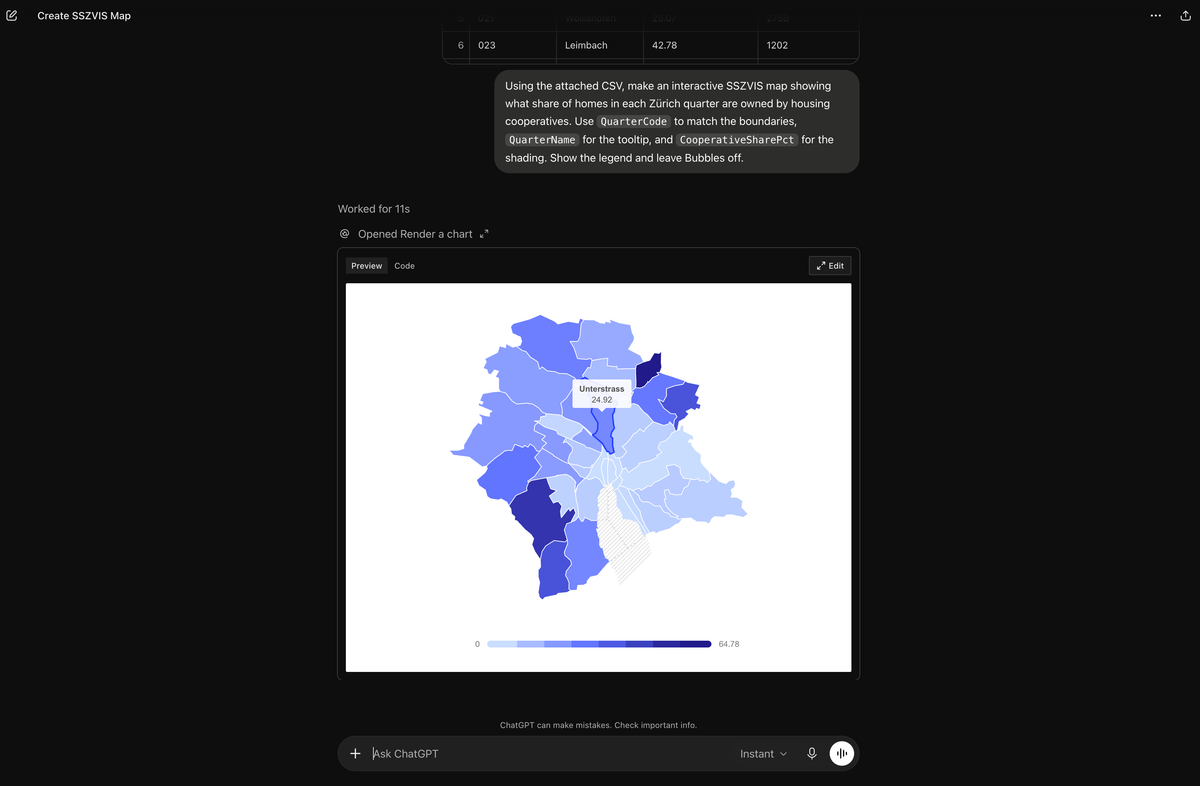 Create SSZVIS Map
6 023 Leimbach 42.78 1202
Using the attached CSV, make an interactive SSZVIS map showing
what share of homes in each Zürich quarter are owned by housing
cooperatives. Use QuarterCode to match the boundaries,
QuarterName for the tooltip, and CooperativeSharePct for the
shading. Show the legend and leave Bubbles off.
Worked for 11s
Opened Render a chart
Preview Code Edit
Unterstrass
24.92
0 64.78
ChatGPT can make mistakes. Check important info.
Ask ChatGPT Instant